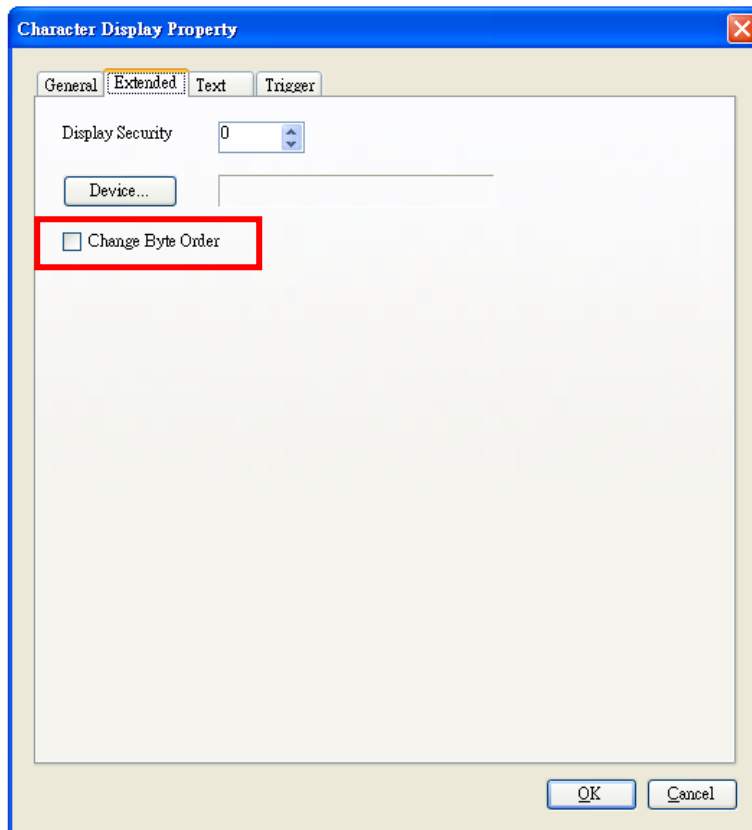 Character Display Property
General Extended Text Trigger
Display Security 0
Device...
Change Byte Order
OK Cancel